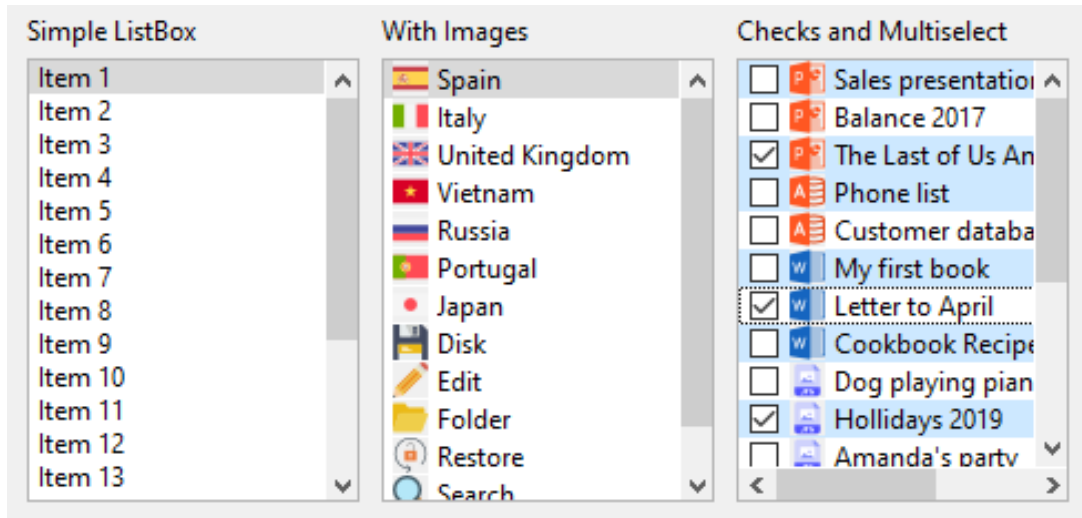 Simple ListBox
Item 1
Item 2
Item 3
Item 4
Item 5
Item 6
Item 7
Item 8
Item 9
Item 10
Item 11
Item 12
Item 13
With Images
Spain
Italy
United Kingdom
Vietnam
Russia
Portugal
Japan
Disk
Edit
Folder
Restore
Search
Checks and Multiselect
Sales presentation
Balance 2017
The Last of Us An
Phone list
Customer databa
My first book
Letter to April
Cookbook Recipe
Dog playing pian
Hollidays 2019
Amanda's party